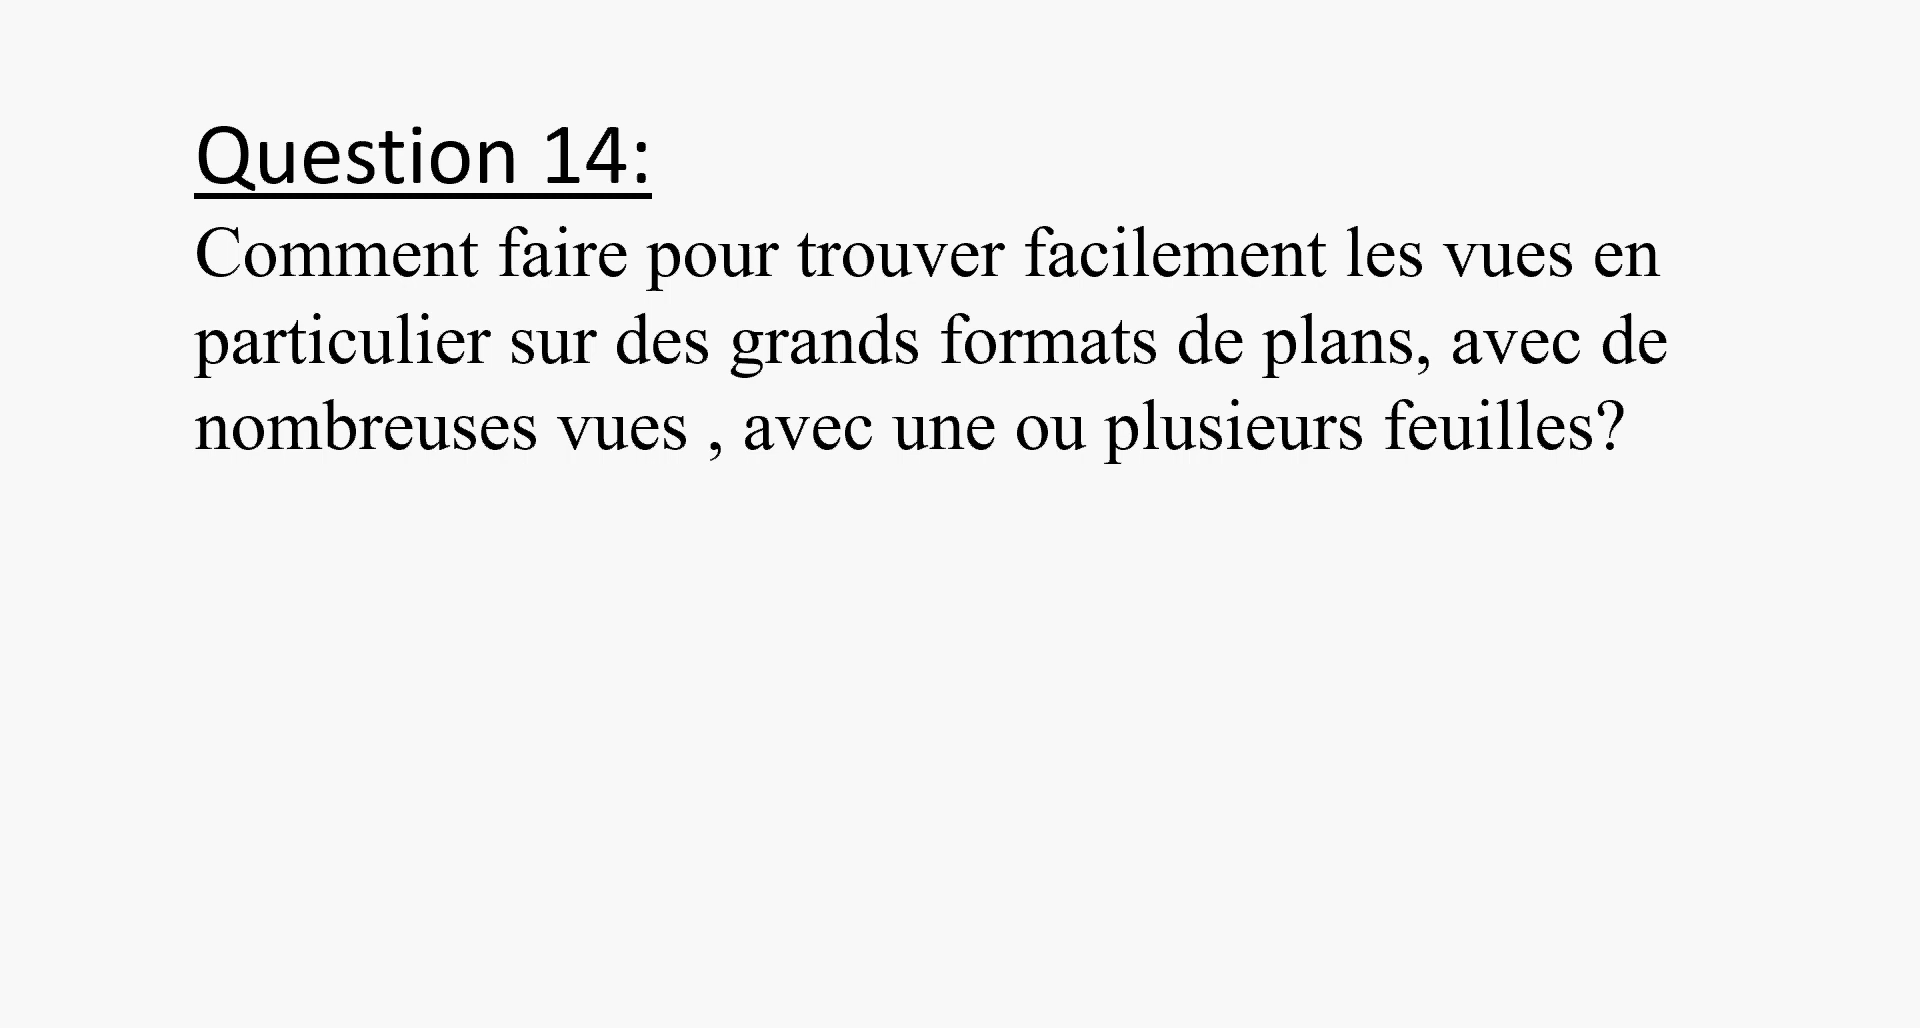 Question 14:
Comment faire pour trouver facilement les vues en
particulier sur des grands formats de plans, avec de
nombreuses vues , avec une ou plusieurs feuilles?